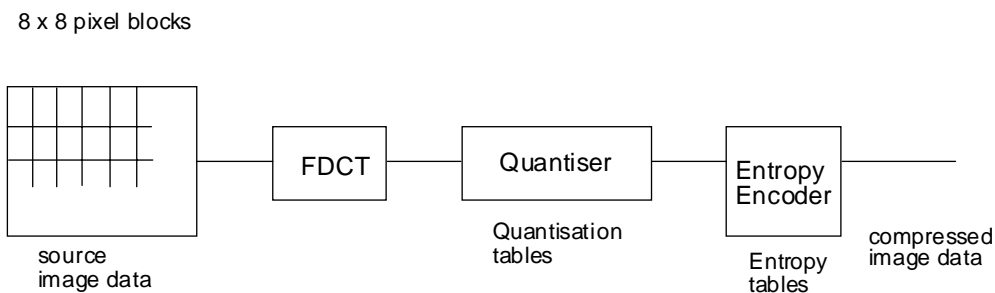 8 x 8 pixel blocks
FDCT
Quantiser
Entropy
Encoder
source
image data
Quantisation
tables
Entropy
tables
compressed
image data